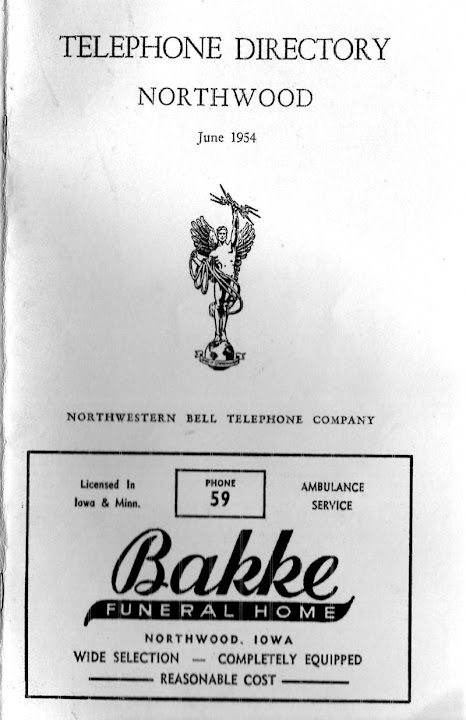 TELEPHONE DIRECTORY
NORTHWOOD
June 1954
NORTHWESTERN BELL TELEPHONE COMPANY
Licensed In
Iowa & Minn.
PHONE
59
AMBULANCE
SERVICE
Bakke
FUNERAL HOME
NORTHWOOD, IOWA
WIDE SELECTION — COMPLETELY EQUIPPED
REASONABLE COST